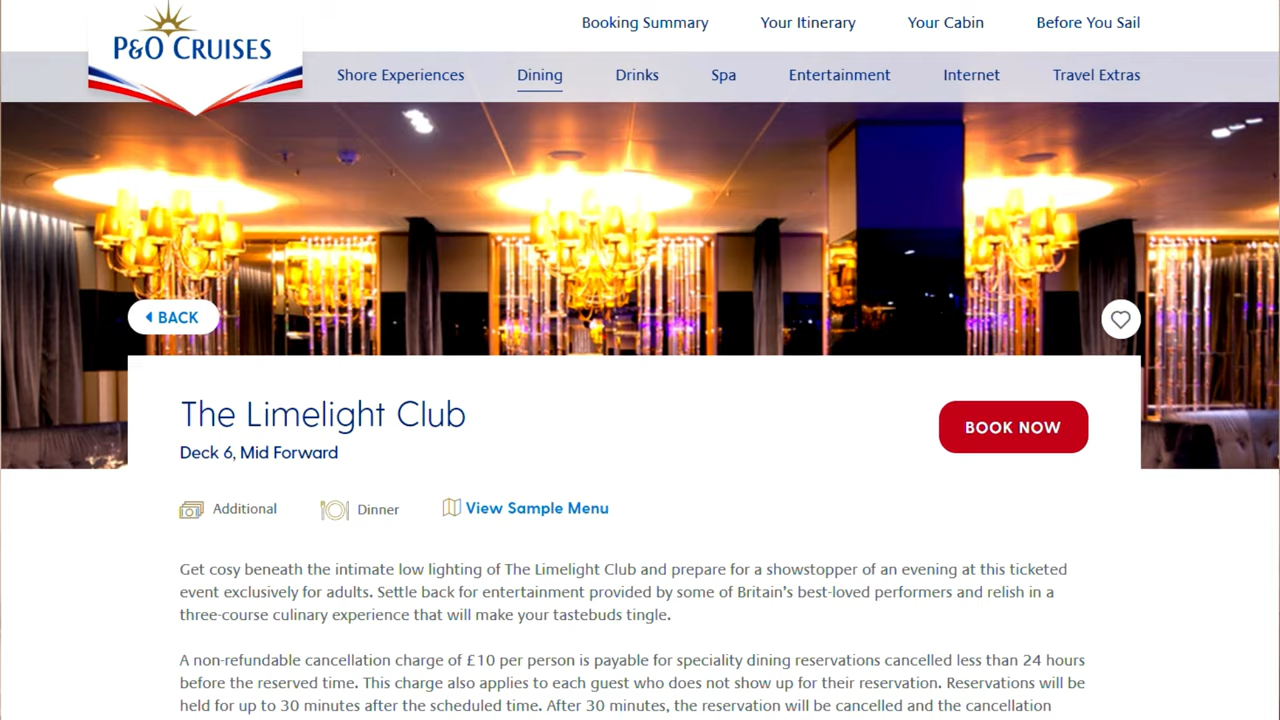 Booking Summary Your Itinerary Your Cabin Before You Sail
P&O CRUISES
Shore Experiences Dining Drinks Spa Entertainment Internet Travel Extras
BACK
The Limelight Club
BOOK NOW
Deck 6, Mid Forward
Additional Dinner View Sample Menu
Get cosy beneath the intimate low lighting of The Limelight Club and prepare for a showstopper of an evening at this ticketed
event exclusively for adults. Settle back for entertainment provided by some of Britain's best-loved performers and relish in a
three-course culinary experience that will make your tastebuds tingle.
A non-refundable cancellation charge of £10 per person is payable for speciality dining reservations cancelled less than 24 hours
before the reserved time. This charge also applies to each guest who does not show up for their reservation. Reservations will be
held for up to 30 minutes after the scheduled time. After 30 minutes, the reservation will be cancelled and the cancellation